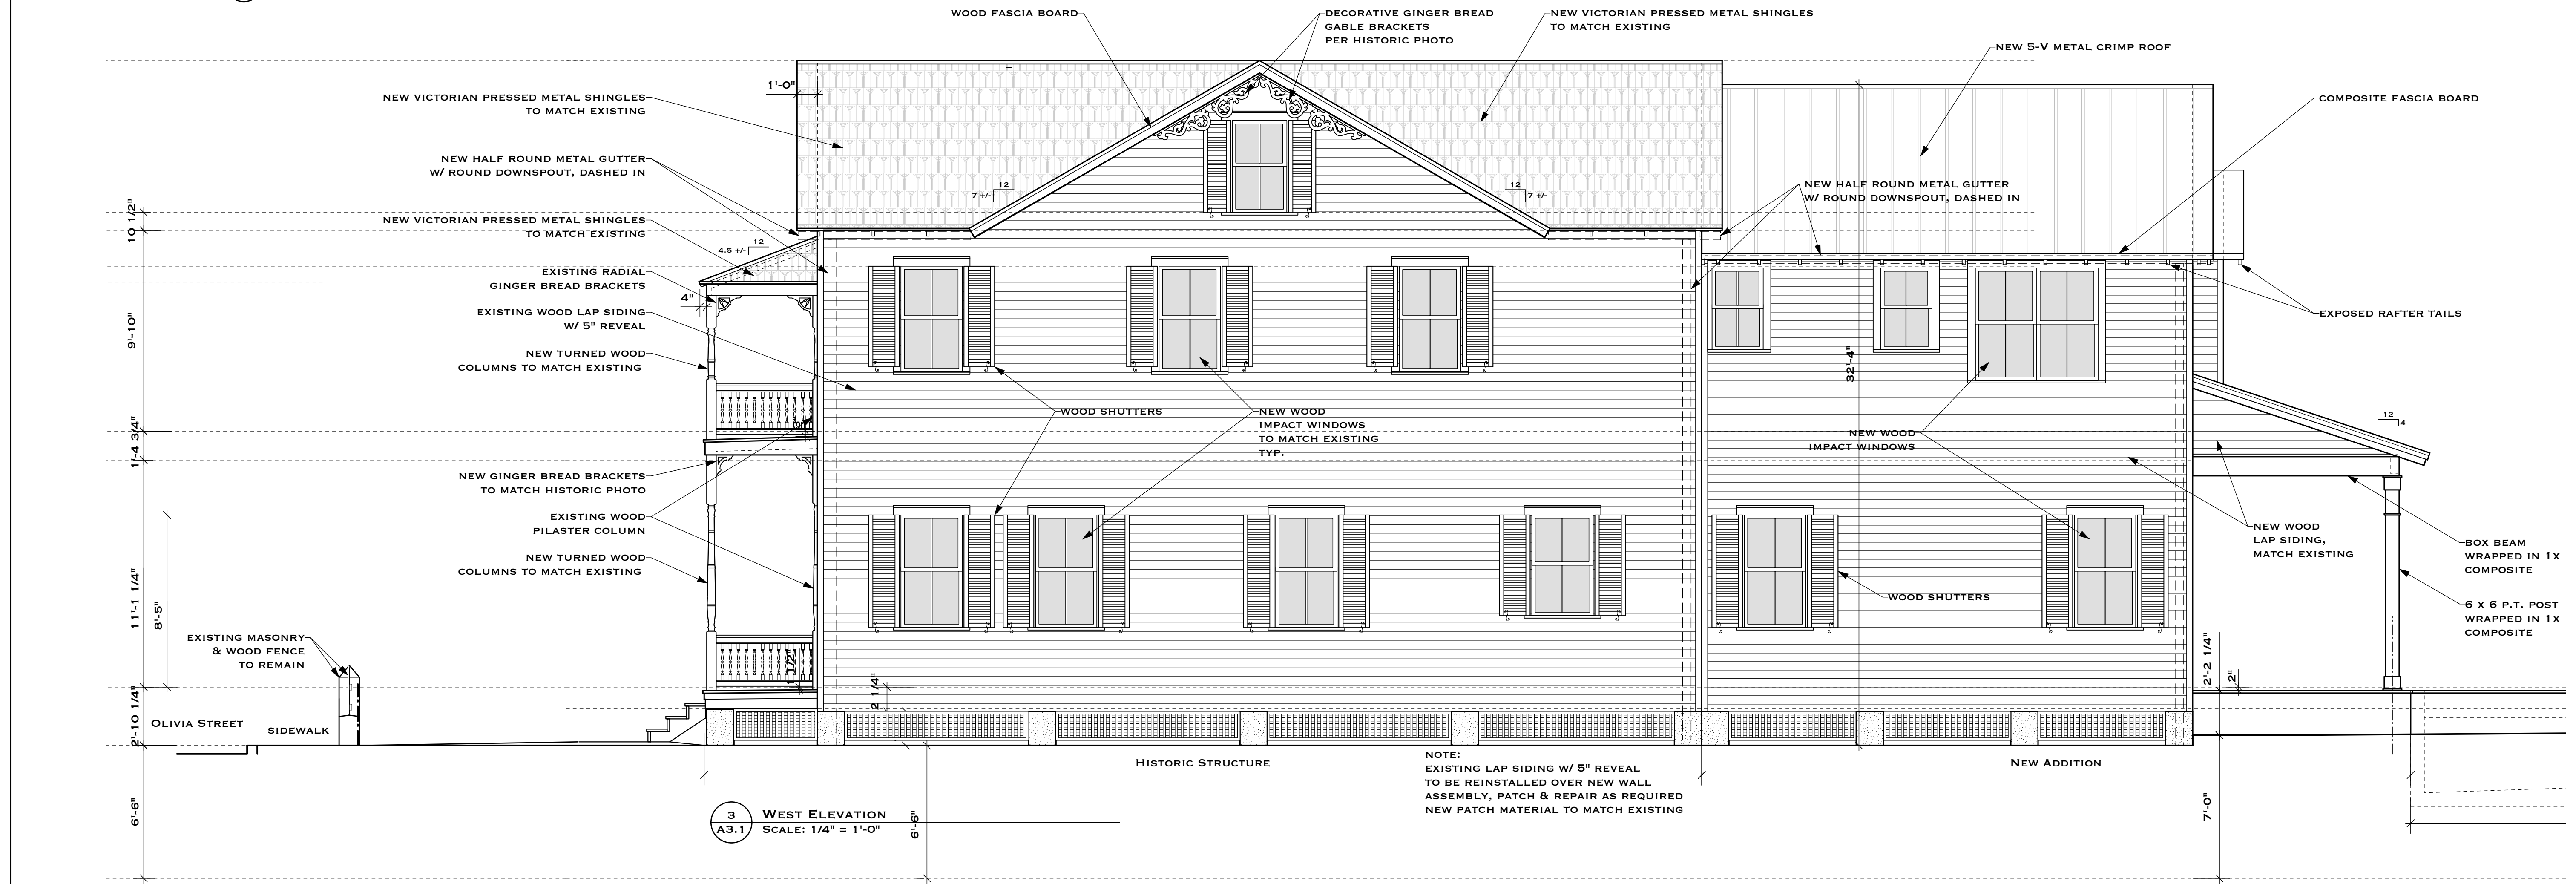 WOOD FASCIA BOARD
DECORATIVE GINGER BREAD
GABLE BRACKETS
PER HISTORIC PHOTO
NEW VICTORIAN PRESSED METAL SHINGLES
TO MATCH EXISTING
NEW 5-V METAL CRIMP ROOF
1'-0"
NEW VICTORIAN PRESSED METAL SHINGLES
TO MATCH EXISTING
COMPOSITE FASCIA BOARD
NEW HALF ROUND METAL GUTTER
W/ ROUND DOWNSPOUT, DASHED IN
12
7 +/-
12
7 +/-
NEW HALF ROUND METAL GUTTER
W/ ROUND DOWNSPOUT, DASHED IN
10 1/2"
NEW VICTORIAN PRESSED METAL SHINGLES
TO MATCH EXISTING
12
4.5 +/-
EXISTING RADIAL
GINGER BREAD BRACKETS
4"
9'-10"
EXISTING WOOD LAP SIDING
W/ 5" REVEAL
EXPOSED RAFTER TAILS
NEW TURNED WOOD
COLUMNS TO MATCH EXISTING
32'-4"
WOOD SHUTTERS
NEW WOOD
IMPACT WINDOWS
TO MATCH EXISTING
TYP.
NEW WOOD
IMPACT WINDOWS
12
4
3"
1'-4 3/4"
NEW GINGER BREAD BRACKETS
TO MATCH HISTORIC PHOTO
EXISTING WOOD
PILASTER COLUMN
NEW WOOD
LAP SIDING,
MATCH EXISTING
BOX BEAM
WRAPPED IN 1X
COMPOSITE
NEW TURNED WOOD
COLUMNS TO MATCH EXISTING
11'-1 1/4"
8'-5"
WOOD SHUTTERS
6 X 6 P.T. POST
WRAPPED IN 1X
COMPOSITE
EXISTING MASONRY
& WOOD FENCE
TO REMAIN
1 1/2"
2 1/4"
2'-2 1/4"
2"
2'-10 1/4"
OLIVIA STREET
SIDEWALK
HISTORIC STRUCTURE
NEW ADDITION
NOTE:
EXISTING LAP SIDING W/ 5" REVEAL
TO BE REINSTALLED OVER NEW WALL
ASSEMBLY, PATCH & REPAIR AS REQUIRED
NEW PATCH MATERIAL TO MATCH EXISTING
6'-6"
3
A3.1
WEST ELEVATION
SCALE: 1/4" = 1'-0"
6'-6"
7'-0"